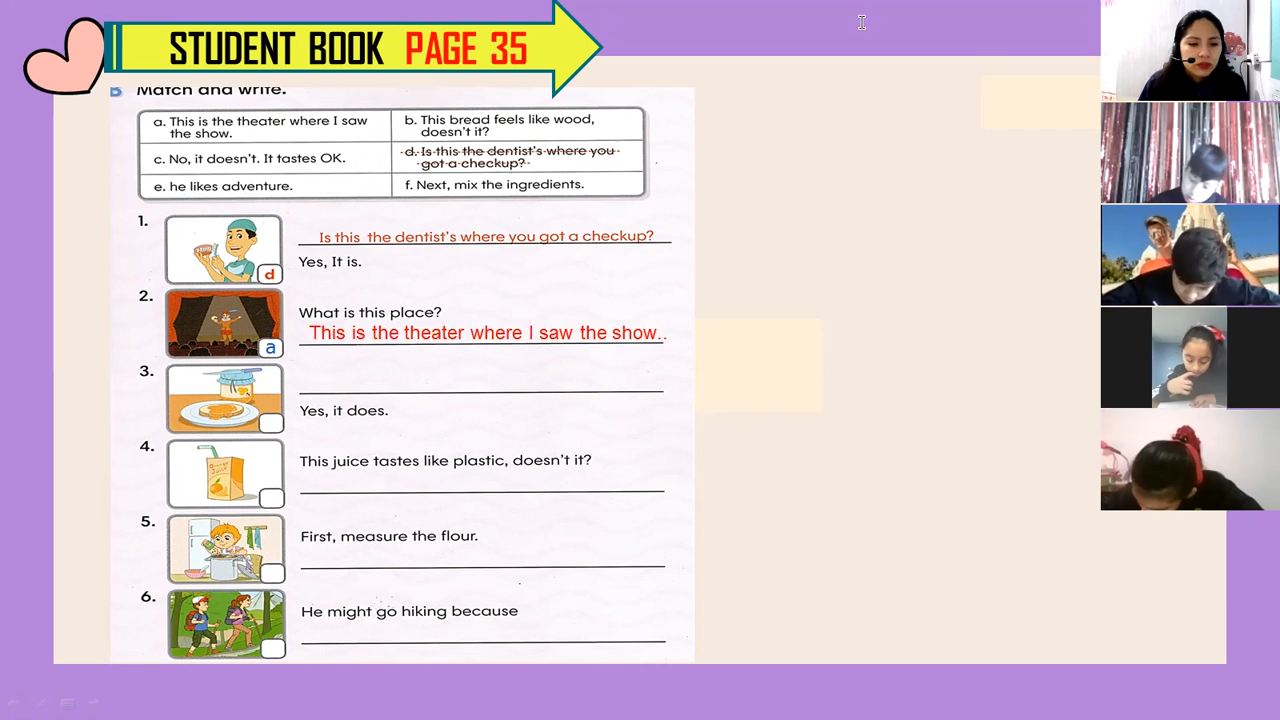 STUDENT BOOK PAGE 35
B Match and write.
a. This is the theater where I saw
the show.
b. This bread feels like wood,
doesn't it?
c. No, it doesn't. It tastes OK.
d. Is this the dentist's where you
got a checkup?
e. he likes adventure.
f. Next, mix the ingredients.
1.
Is this the dentist's where you got a checkup?
d
Yes, It is.
2.
What is this place?
This is the theater where I saw the show..
a
3.
Yes, it does.
4.
This juice tastes like plastic, doesn't it?
Orange
Juice
5.
First, measure the flour.
6.
He might go hiking because